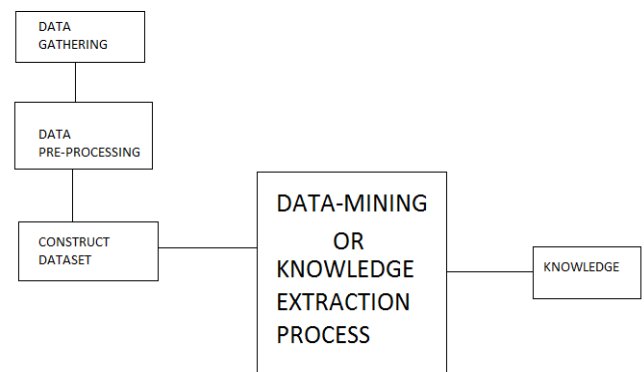 DATA
GATHERING
DATA
PRE-PROCESSING
CONSTRUCT
DATASET
DATA-MINING
OR
KNOWLEDGE
EXTRACTION
PROCESS
KNOWLEDGE